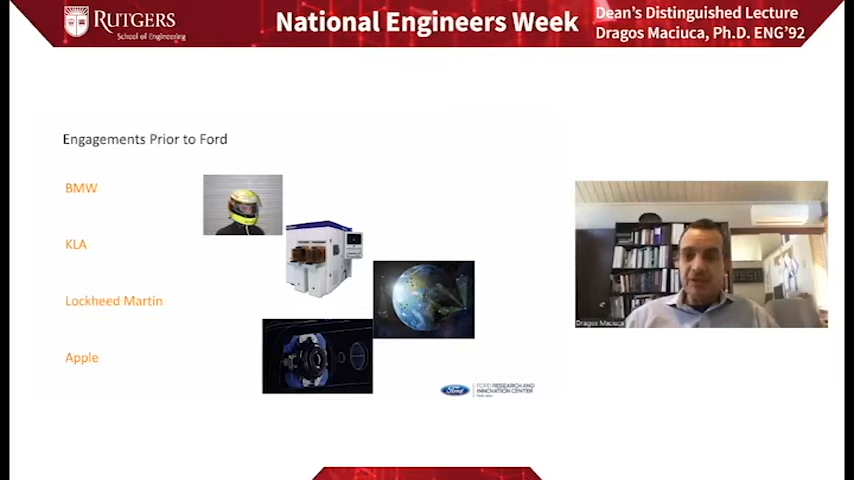 RUTGERS
School of Engineering
National Engineers Week
Dean's Distinguished Lecture
Dragos Maciuca, Ph.D. ENG'92
Engagements Prior to Ford
BMW
KLA
Lockheed Martin
Apple
Ford
FORD RESEARCH AND
INNOVATION CENTER
Dragos Maciuca